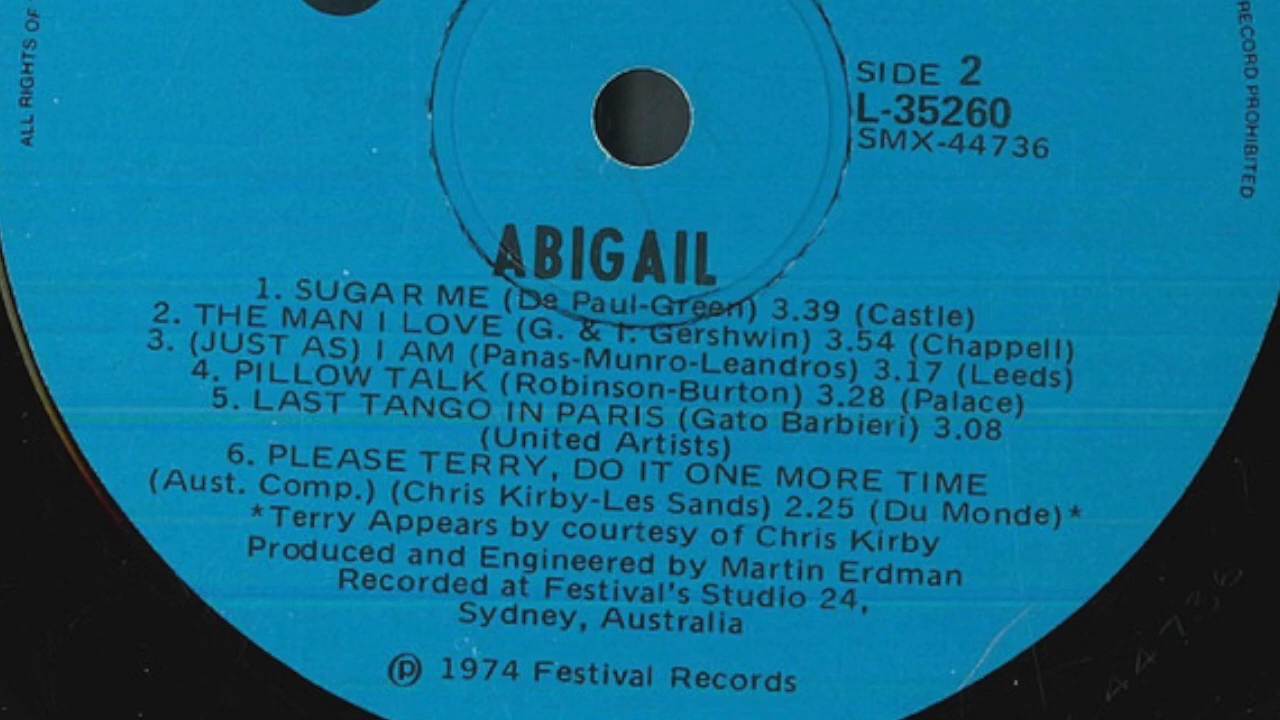 ALL RIGHTS OF
RECORD PROHIBITED
SIDE 2
L-35260
SMX-44736
ABIGAIL
1. SUGAR ME (De Paul-Green) 3.39 (Castle)
2. THE MAN I LOVE (G. & I. Gershwin) 3.54 (Chappell)
3. (JUST AS) I AM (Panas-Munro-Leandros) 3.17 (Leeds)
4. PILLOW TALK (Robinson-Burton) 3.28 (Palace)
5. LAST TANGO IN PARIS (Gato Barbieri) 3.08
(United Artists)
6. PLEASE TERRY, DO IT ONE MORE TIME
(Aust. Comp.) (Chris Kirby-Les Sands) 2.25 (Du Monde)*
*Terry Appears by courtesy of Chris Kirby
Produced and Engineered by Martin Erdman
Recorded at Festival's Studio 24,
Sydney, Australia
℗ 1974 Festival Records
44736